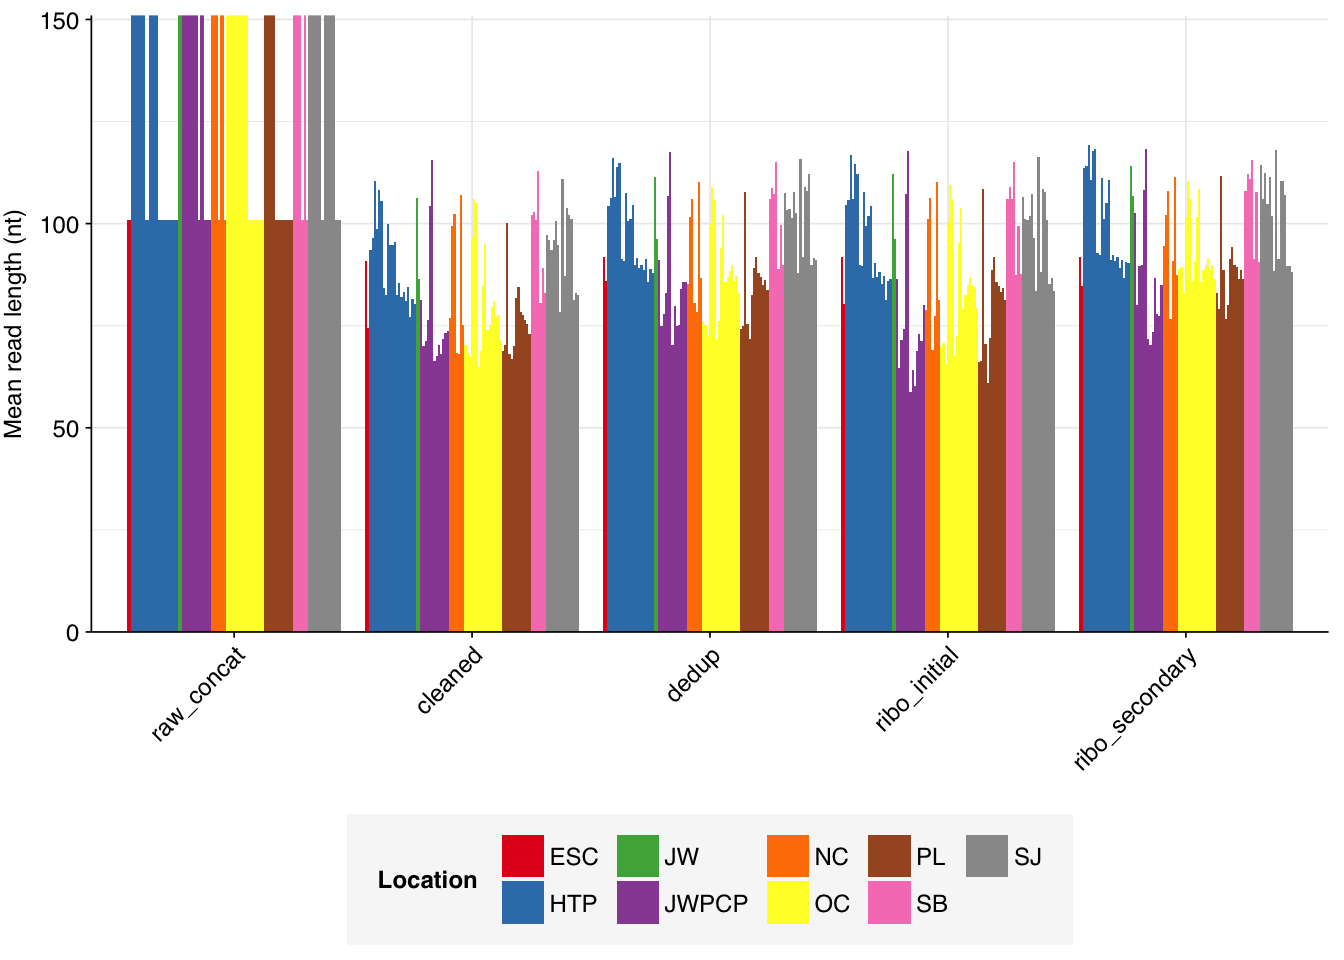 150
100
50
0
Mean read length (nt)
raw_concat
cleaned
dedup
ribo_initial
ribo_secondary
Location
ESC
JW
NC
PL
SJ
HTP
JWPCP
OC
SB